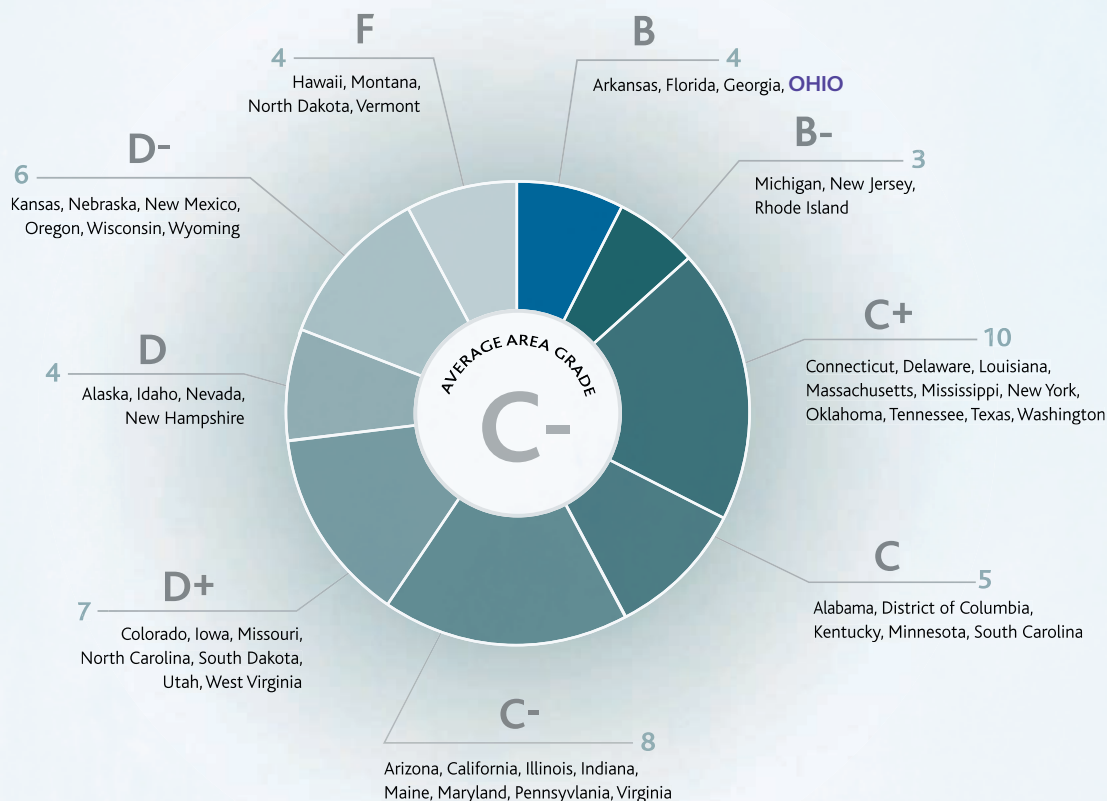 F
4
Hawaii, Montana,
North Dakota, Vermont
B
4
Arkansas, Florida, Georgia, OHIO
B-
3
Michigan, New Jersey,
Rhode Island
C+
10
Connecticut, Delaware, Louisiana,
Massachusetts, Mississippi, New York,
Oklahoma, Tennessee, Texas, Washington
C
5
Alabama, District of Columbia,
Kentucky, Minnesota, South Carolina
C-
8
Arizona, California, Illinois, Indiana,
Maine, Maryland, Pennsyvlania, Virginia
D+
7
Colorado, Iowa, Missouri,
North Carolina, South Dakota,
Utah, West Virginia
D
4
Alaska, Idaho, Nevada,
New Hampshire
D-
6
Kansas, Nebraska, New Mexico,
Oregon, Wisconsin, Wyoming
AVERAGE AREA GRADE
C-